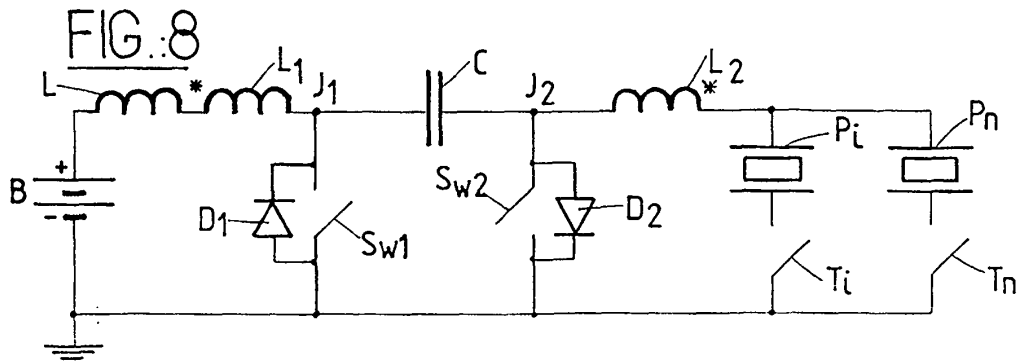 FIG.:8
L
*
L1
J1
C
J2
L2
*
Pi
Pn
+
B
-
D1
Sw1
Sw2
D2
Ti
Tn